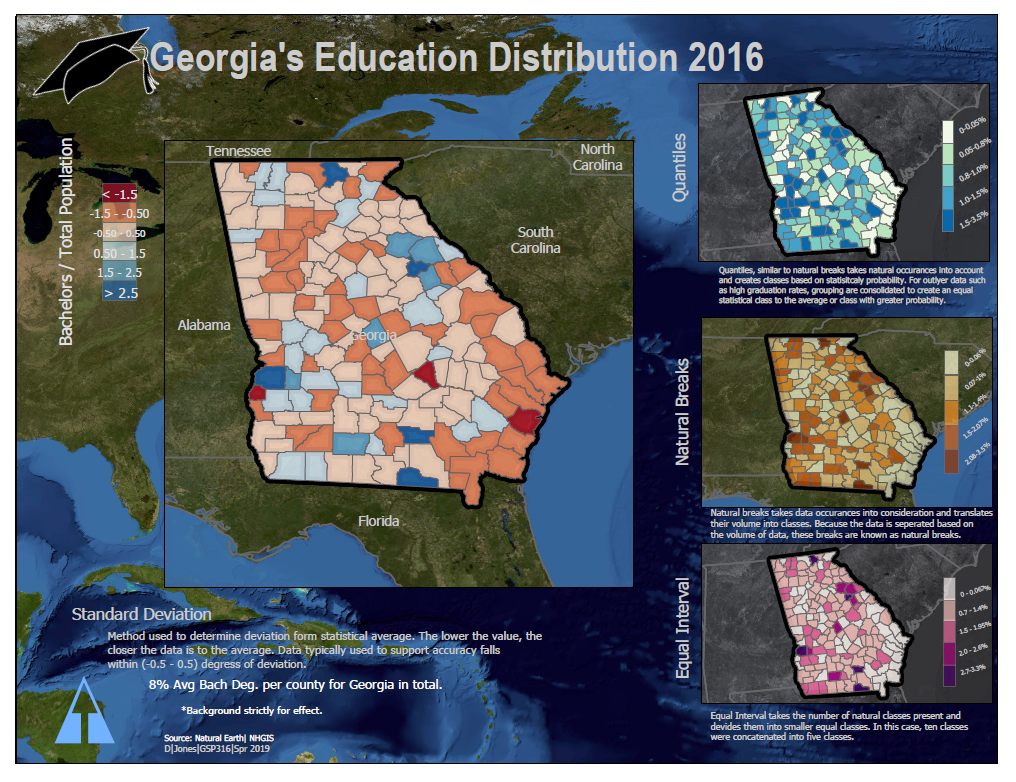 Georgia's Education Distribution 2016
Bachelors / Total Population
< -1.5
-1.5 - -0.50
-0.50 - 0.50
0.50 - 1.5
1.5 - 2.5
> 2.5
Tennessee
North
Carolina
South
Carolina
Alabama
Georgia
Florida
Quantiles
0-0.05%
0.05-0.8%
0.8-1.0%
1.0-1.5%
1.5-3.5%
Quantiles, similar to natural breaks takes natural occurances into account
and creates classes based on statisitcaly probability. For outlyer data such
as high graduation rates, grouping are consolidated to create an equal
statistical class to the average or class with greater probability.
Natural Breaks
0-0.06%
0.07-1%
1.1-1.4%
1.5-2.07%
2.08-3.5%
Natural breaks takes data occurances into consideration and translates
their volume into classes. Because the data is seperated based on
the volume of data, these breaks are known as natural breaks.
Equal Interval
0 - 0.067%
0.7 - 1.4%
1.5 - 1.95%
2.0 - 2.6%
2.7-3.3%
Equal Interval takes the number of natural classes present and
devides them into smaller equal classes. In this case, ten classes
were concatonated into five classes.
Standard Deviation
Method used to determine deviation form statistical average. The lower the value, the
closer the data is to the average. Data typically used to support accuracy falls
within (-0.5 - 0.5) degress of deviation.
8% Avg Bach Deg. per county for Georgia in total.
*Background strictly for effect.
Source: Natural Earth| NHGIS
D|Jones|GSP316|Spr 2019